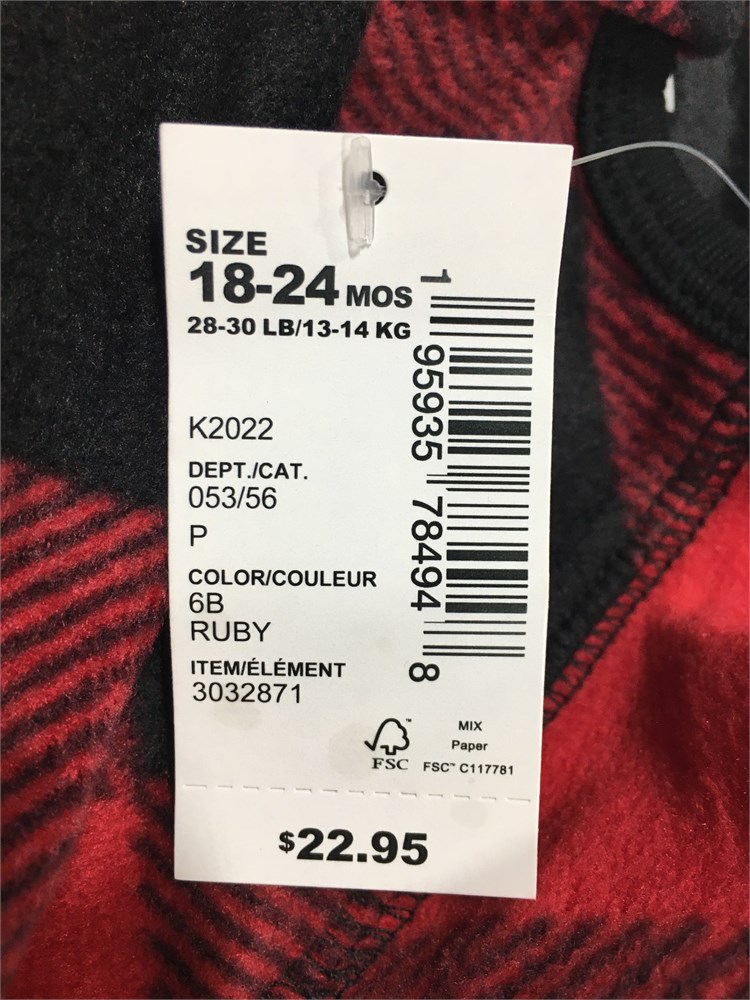 SIZE
18-24 MOS
28-30 LB/13-14 KG
K2022
DEPT./CAT.
053/56
P
COLOR/COULEUR
6B
RUBY
ITEM/ÉLÉMENT
3032871
1 95935 78494 8
FSC
MIX
Paper
FSC™ C117781
$22.95